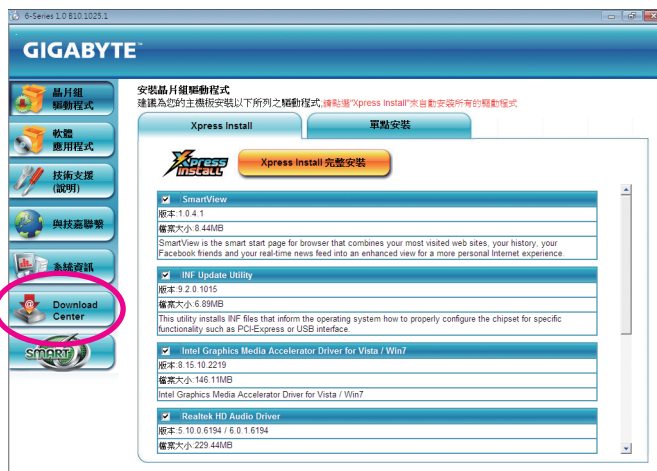 6-Series 1.0 B10.1025.1
GIGABYTE™
晶片組
驅動程式
軟體
應用程式
技術支援
(說明)
與技嘉聯繫
系統資訊
Download
Center
SMART
安裝晶片組驅動程式
建議為您的主機板安裝以下所列之驅動程式,請點選"Xpress Install"來自動安裝所有的驅動程式
Xpress Install
單點安裝
Xpress
INSTALL
Xpress Install 完整安裝
SmartView
版本:1.0.4.1
檔案大小:8.44MB
SmartView is the smart start page for browser that combines your most visited web sites, your history, your
Facebook friends and your real-time news feed into an enhanced view for a more personal Internet experience.
INF Update Utility
版本:9.2.0.1015
檔案大小:6.89MB
This utility installs INF files that inform the operating system how to properly configure the chipset for specific
functionality such as PCI-Express or USB interface.
Intel Graphics Media Accelerator Driver for Vista / Win7
版本:8.15.10.2219
檔案大小:146.11MB
Intel Graphics Media Accelerator Driver for Vista / Win7
Realtek HD Audio Driver
版本:5.10.0.6194 / 6.0.1.6194
檔案大小:229.44MB